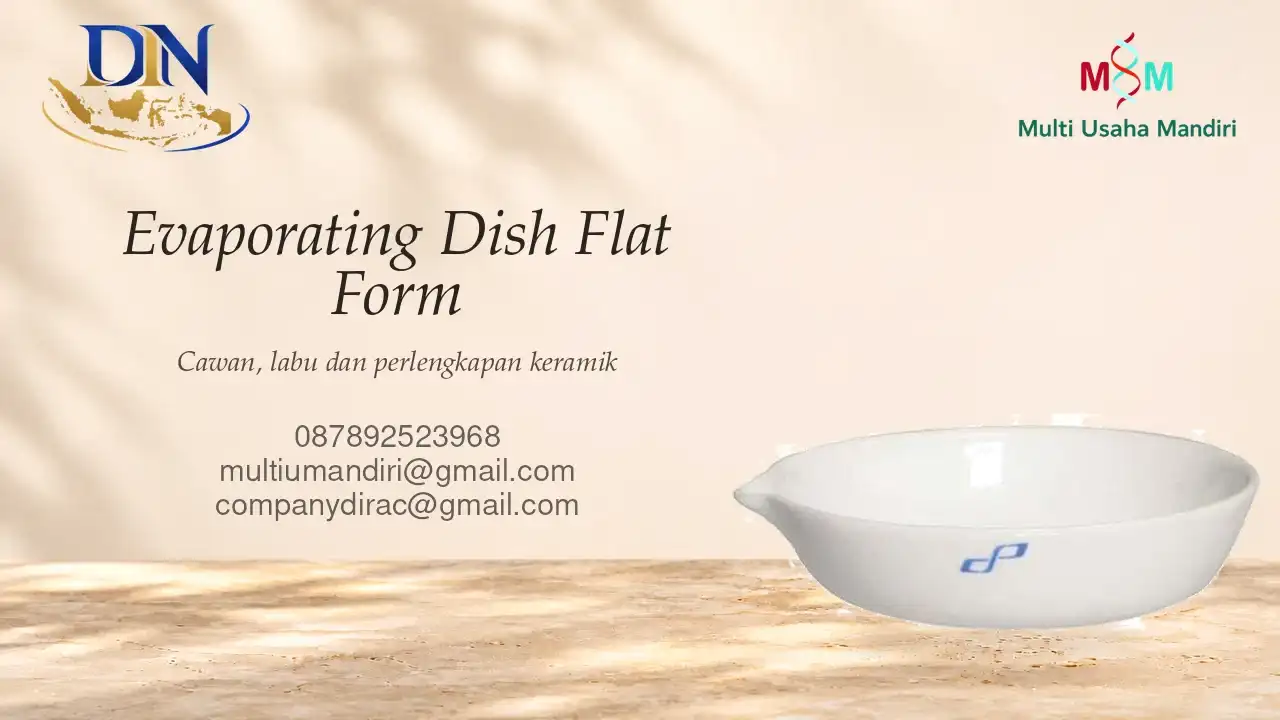 DN
M M
Multi Usaha Mandiri
Evaporating Dish Flat
Form
Cawan, labu dan perlengkapan keramik
087892523968
multiumandiri@gmail.com
companydirac@gmail.com